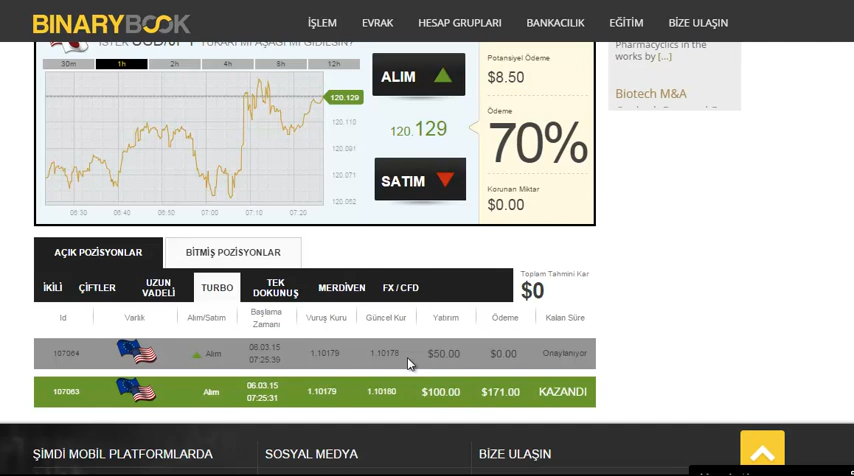 BINARYBOOK
İŞLEM EVRAK HESAP GRUPLARI BANKACILIK EĞİTİM BİZE ULAŞIN
Pharmacyclics in the
works by [...]
Biotech M&A
30m 1h 2h 4h 8h 12h
120.129
120.110
120.091
120.071
120.052
06:30 06:40 06:50 07:00 07:10 07:20
ALIM
120.129
SATIM
Potansiyel Ödeme
$8.50
Ödeme
70%
Korunan Miktar
$0.00
AÇIK POZİSYONLAR BİTMİŞ POZİSYONLAR
İKİLİ ÇİFTLER UZUN VADELİ TURBO TEK DOKUNUŞ MERDİVEN FX / CFD
Toplam Tahmini Kar
$0
Id Varlık Alım/Satım Başlama Zamanı Vuruş Kuru Güncel Kur Yatırım Ödeme Kalan Süre
107064 Alım 06.03.15 07:25:39 1.10179 1.10178 $50.00 $0.00 Onaylanıyor
107063 Alım 06.03.15 07:25:31 1.10179 1.10180 $100.00 $171.00 KAZANDI
ŞİMDİ MOBİL PLATFORMLARDA SOSYAL MEDYA BİZE ULAŞIN